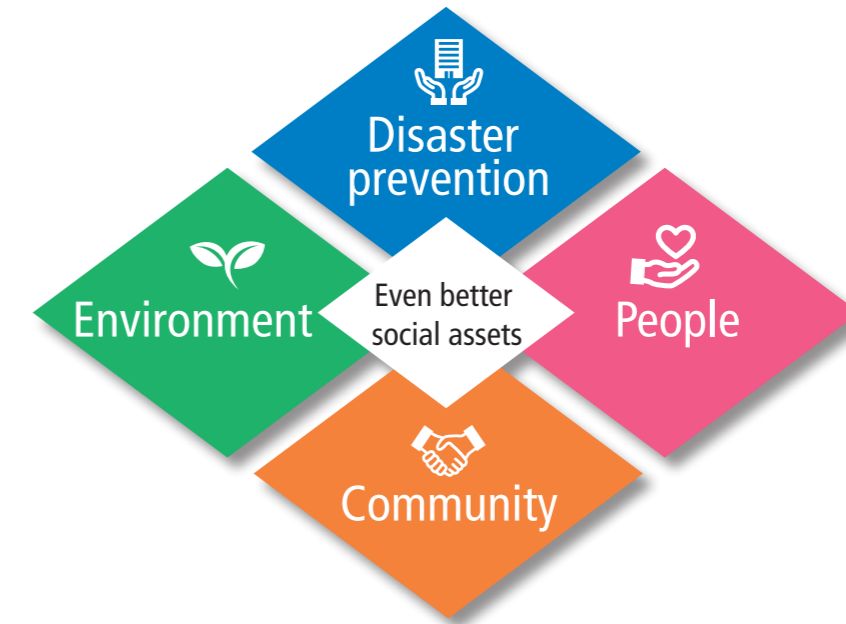 Disaster
prevention
Environment
Even better
social assets
People
Community